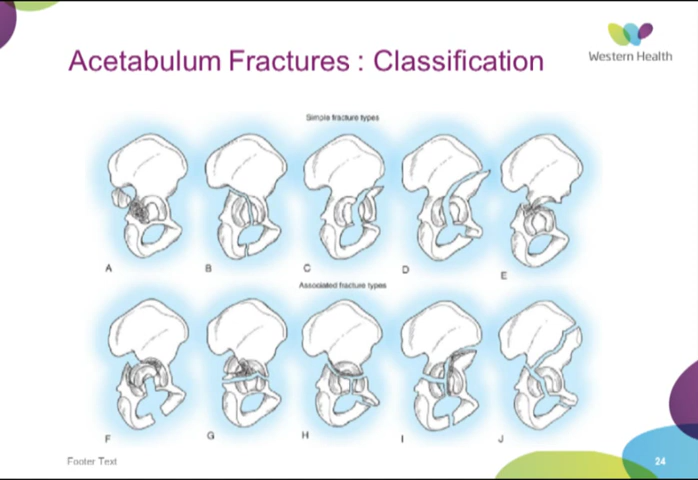 Western Health
Acetabulum Fractures : Classification
Simple fracture types
A B C D E
Associated fracture types
F G H I J
Footer Text
24